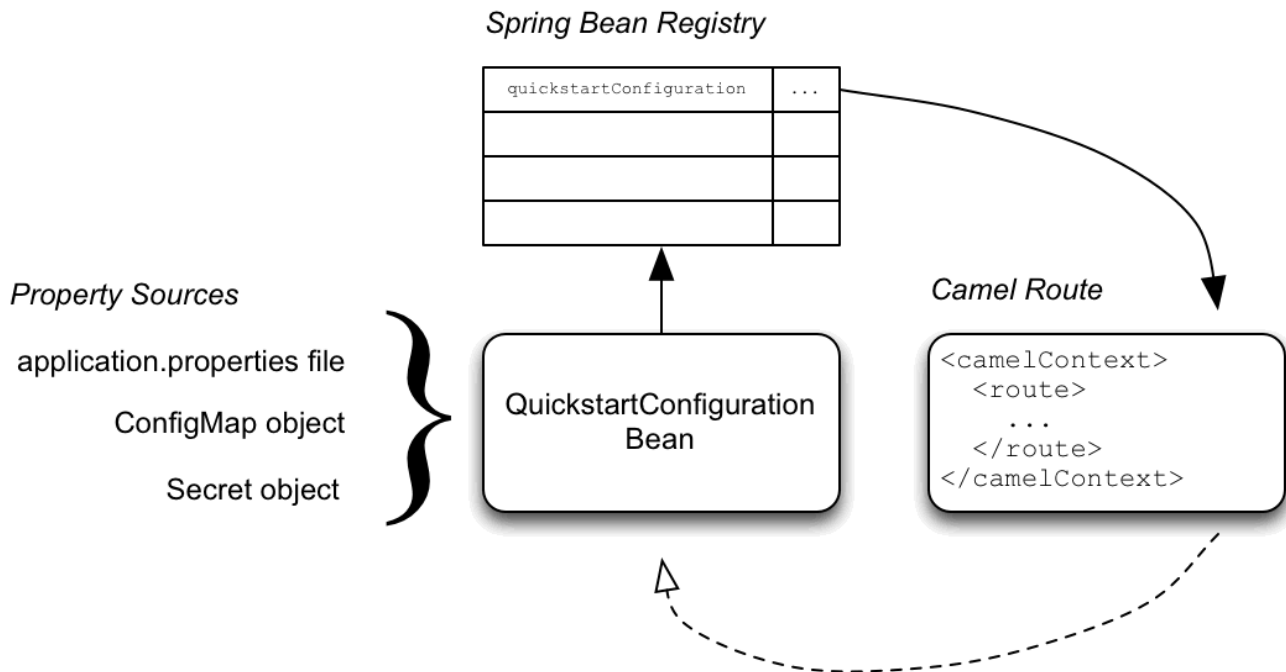 Spring Bean Registry
quickstartConfiguration ...
Property Sources
application.properties file
ConfigMap object
Secret object
QuickstartConfiguration
Bean
Camel Route
<camelContext>
  <route>
    ...
  </route>
</camelContext>